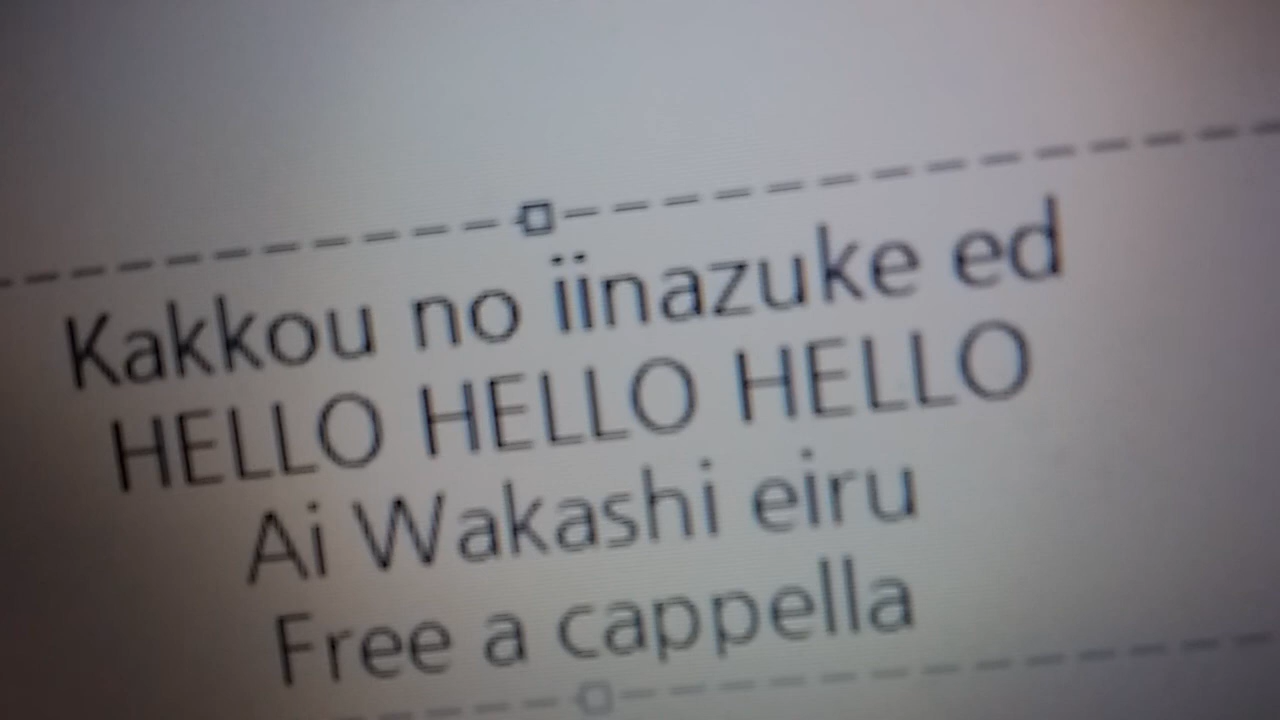 Kakkou no iinazuke ed
HELLO HELLO HELLO
Ai Wakashi eiru
Free a cappella